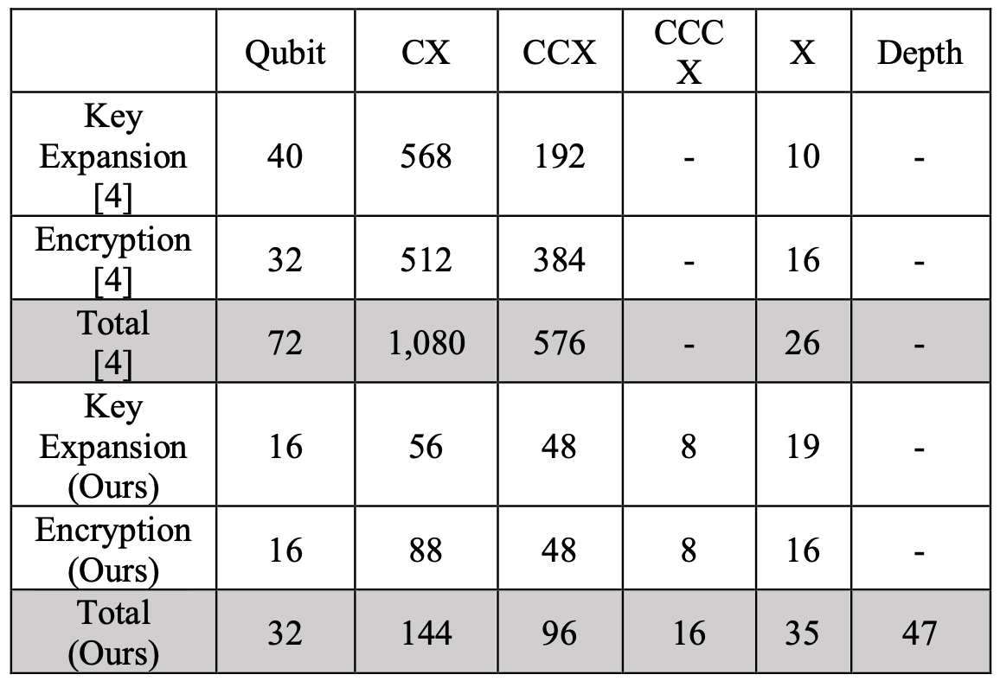 Qubit CX CCX CCC X Depth
X
Key
Expansion 40 568 192 - 10 -
[4]
Encryption 32 512 384 - 16 -
[4]
Total 72 1,080 576 - 26 -
[4]
Key
Expansion 16 56 48 8 19 -
(Ours)
Encryption 16 88 48 8 16 -
(Ours)
Total 32 144 96 16 35 47
(Ours)